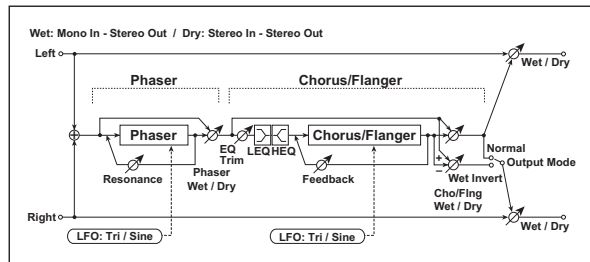 Wet: Mono In - Stereo Out / Dry: Stereo In - Stereo Out
Left
Wet / Dry
Phaser
Chorus/Flanger
Phaser
EQ Trim
LEQ HEQ
Chorus/Flanger
Normal
Output Mode
Resonance
Phaser
Wet / Dry
Feedback
+
−
Wet Invert
Cho/Flng
Wet / Dry
Right
Wet / Dry
LFO: Tri / Sine
LFO: Tri / Sine